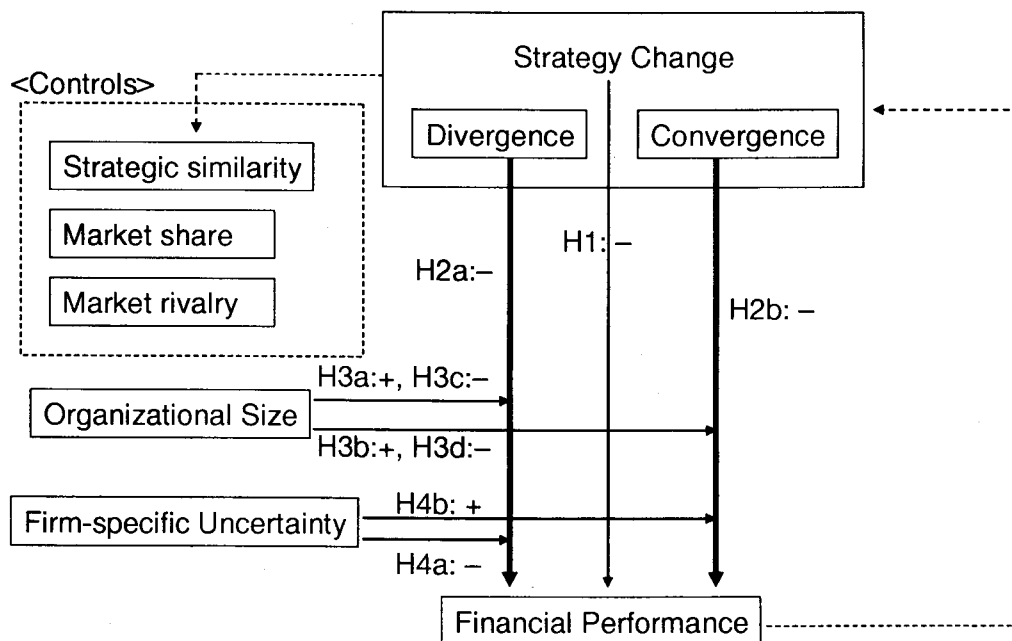 Strategy Change
<Controls>
Divergence
Convergence
Strategic similarity
Market share
Market rivalry
H1: –
H2a:–
H2b: –
H3a:+, H3c:–
Organizational Size
H3b:+, H3d:–
H4b: +
Firm-specific Uncertainty
H4a: –
Financial Performance